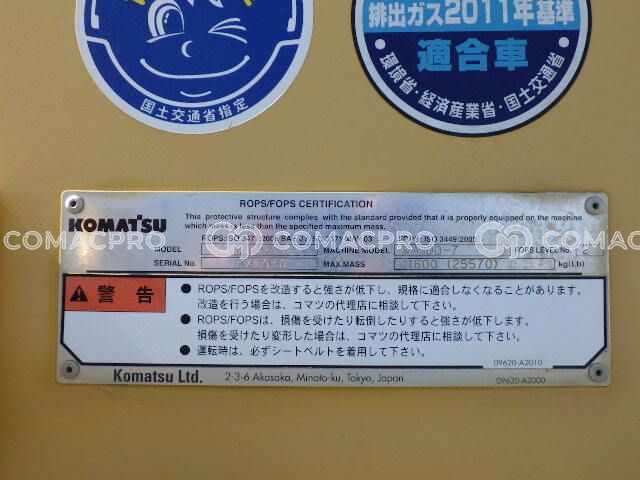 国土交通省指定
排出ガス2011年基準
適合車
・環境省・経済産業省・国土交通省
KOMATSU
ROPS/FOPS CERTIFICATION
This protective structure complies with the standard provided that it is properly equipped on the machine
which mass is less than the specified maximum mass.
ROPS: ISO 3471:2008 FOPS: ISO 3449:2005
MODEL MACHINE MODEL FOPS LEVEL No.
SERIAL No. MAX.MASS 11600 (25570) kg(Lb)
警告
● ROPS/FOPSを改造すると強さが低下し、規格に適合しなくなることがあります。
改造を行う場合は、コマツの代理店に相談して下さい。
● ROPS/FOPSは、損傷を受けたり転倒したりすると強さが低下します。
損傷を受けたり変形した場合は、コマツの代理店に相談して下さい。
● 運転時は、必ずシートベルトを着用して下さい。
09620-A2010
Komatsu Ltd. 2-3-6 Akasaka, Minato-ku, Tokyo, Japan
09620-A2000
COMACPRO